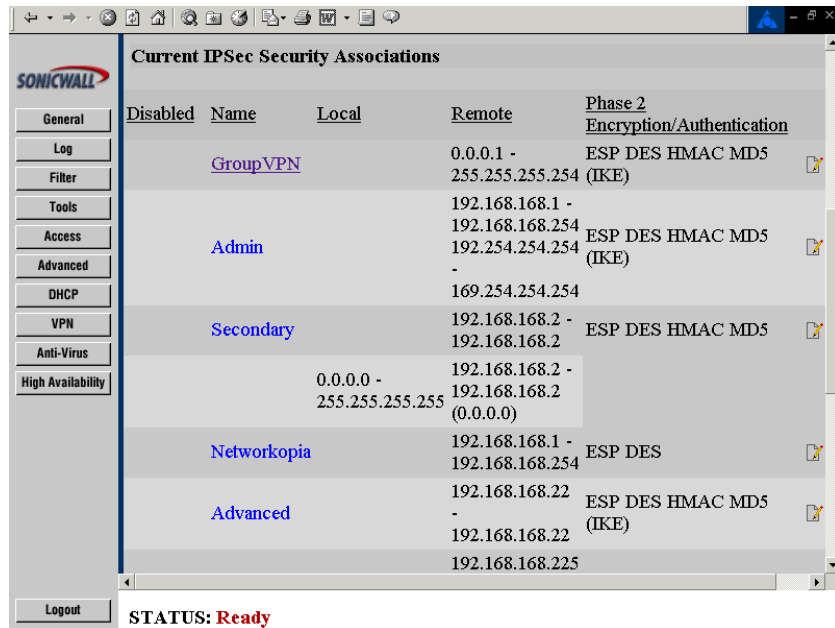 SONICWALL
General
Log
Filter
Tools
Access
Advanced
DHCP
VPN
Anti-Virus
High Availability
Logout
Current IPSec Security Associations
Disabled Name Local Remote Phase 2
Encryption/Authentication
GroupVPN 0.0.0.1 - ESP DES HMAC MD5
255.255.255.254 (IKE)
192.168.168.1 -
192.168.168.254
Admin 192.254.254.254 ESP DES HMAC MD5
- (IKE)
169.254.254.254
Secondary 192.168.168.2 - ESP DES HMAC MD5
192.168.168.2
192.168.168.2 -
0.0.0.0 - 192.168.168.2
255.255.255.255 (0.0.0.0)
Networkopia 192.168.168.1 - ESP DES
192.168.168.254
192.168.168.22
Advanced - ESP DES HMAC MD5
192.168.168.22 (IKE)
192.168.168.225
STATUS: Ready